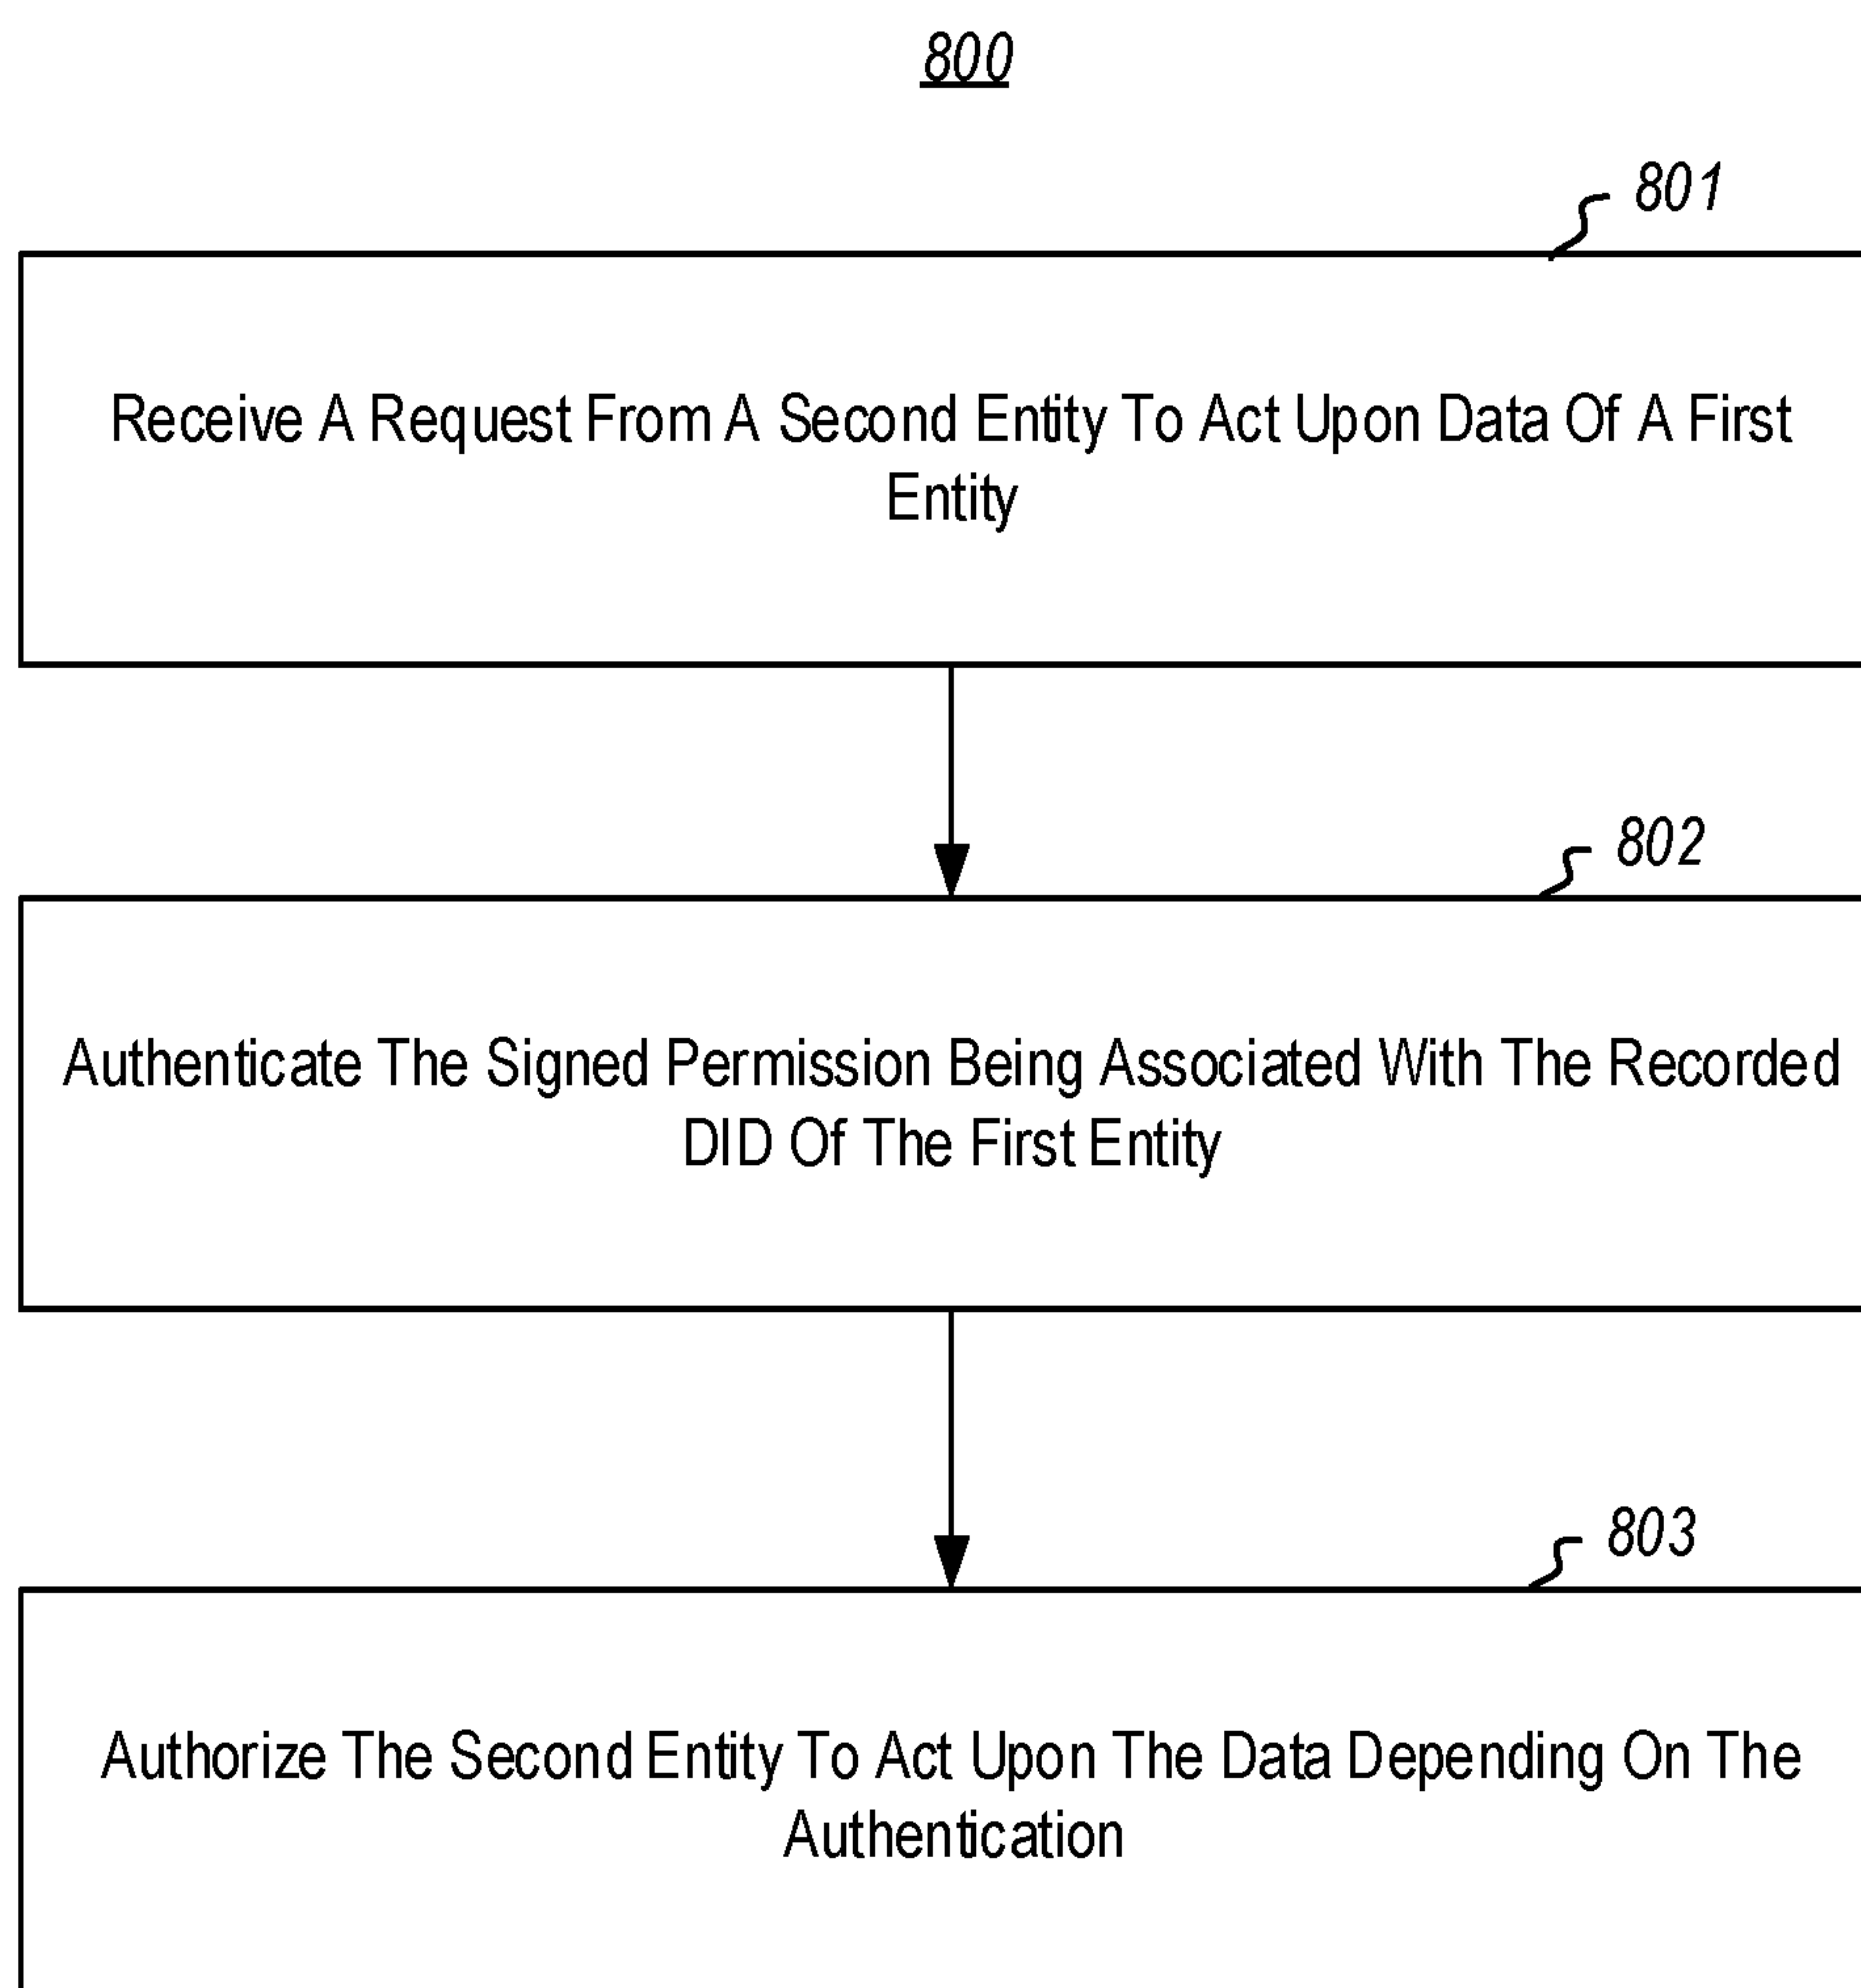 800
801
Receive A Request From A Second Entity To Act Upon Data Of A First
Entity
802
Authenticate The Signed Permission Being Associated With The Recorded
DID Of The First Entity
803
Authorize The Second Entity To Act Upon The Data Depending On The
Authentication